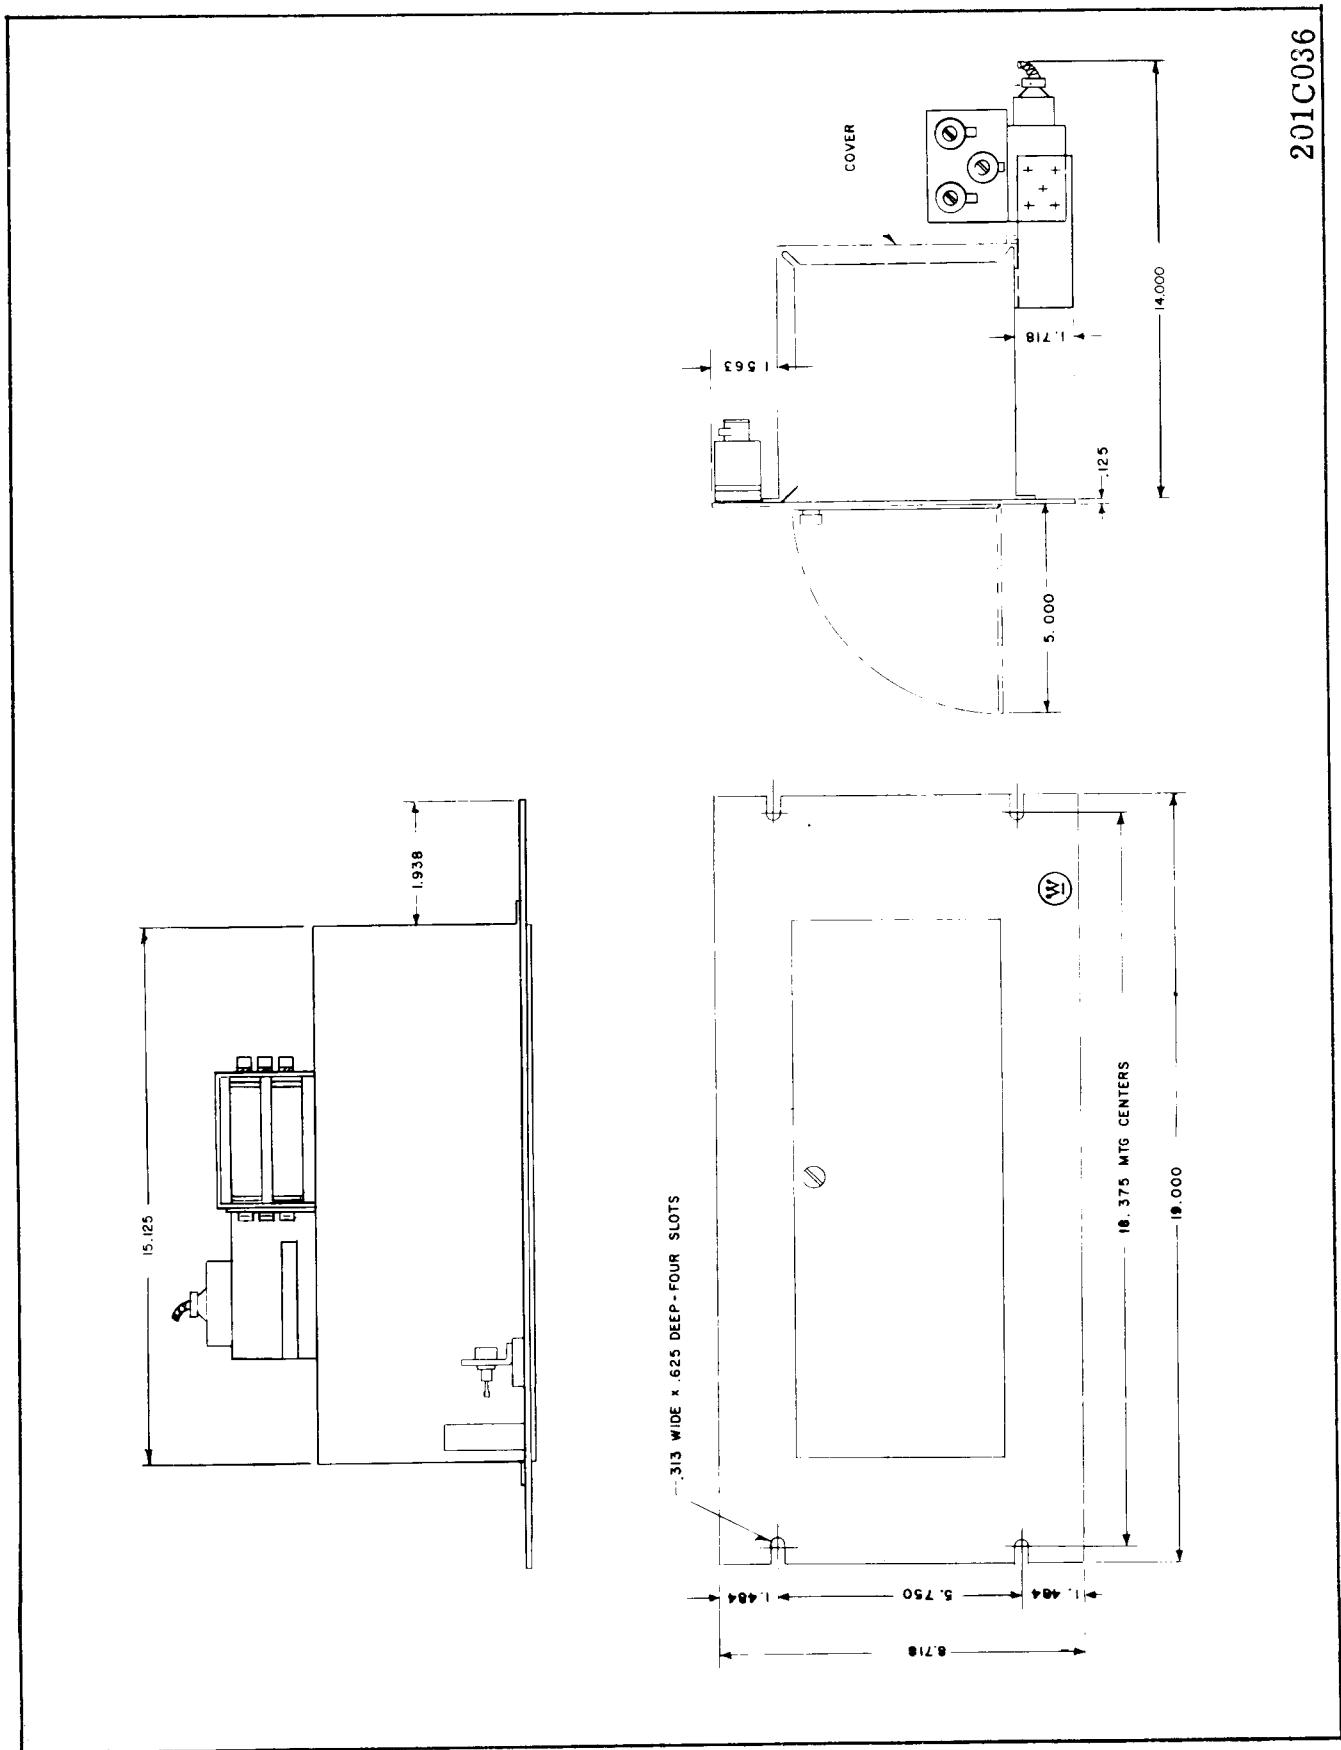 201C036
COVER
14.000
1.718
1.563
.125
5.000
15.125
1.938
W
.313 WIDE x .625 DEEP-FOUR SLOTS
18.375 MTG CENTERS
19.000
1.484
5.750
1.484
8.718